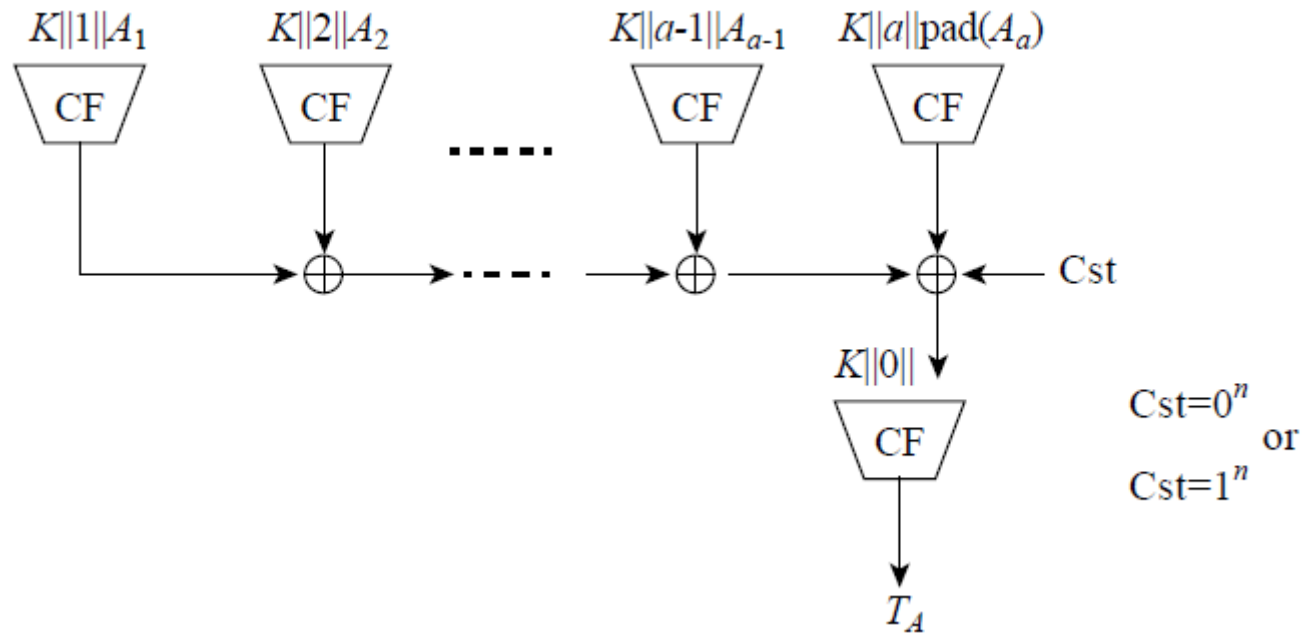 K||1||A₁ K||2||A₂ K||a-1||Aₐ₋₁ K||a||pad(Aₐ)
CF CF CF CF
Cst
K||0||
CF
Cst=0ⁿ
or
Cst=1ⁿ
T_A